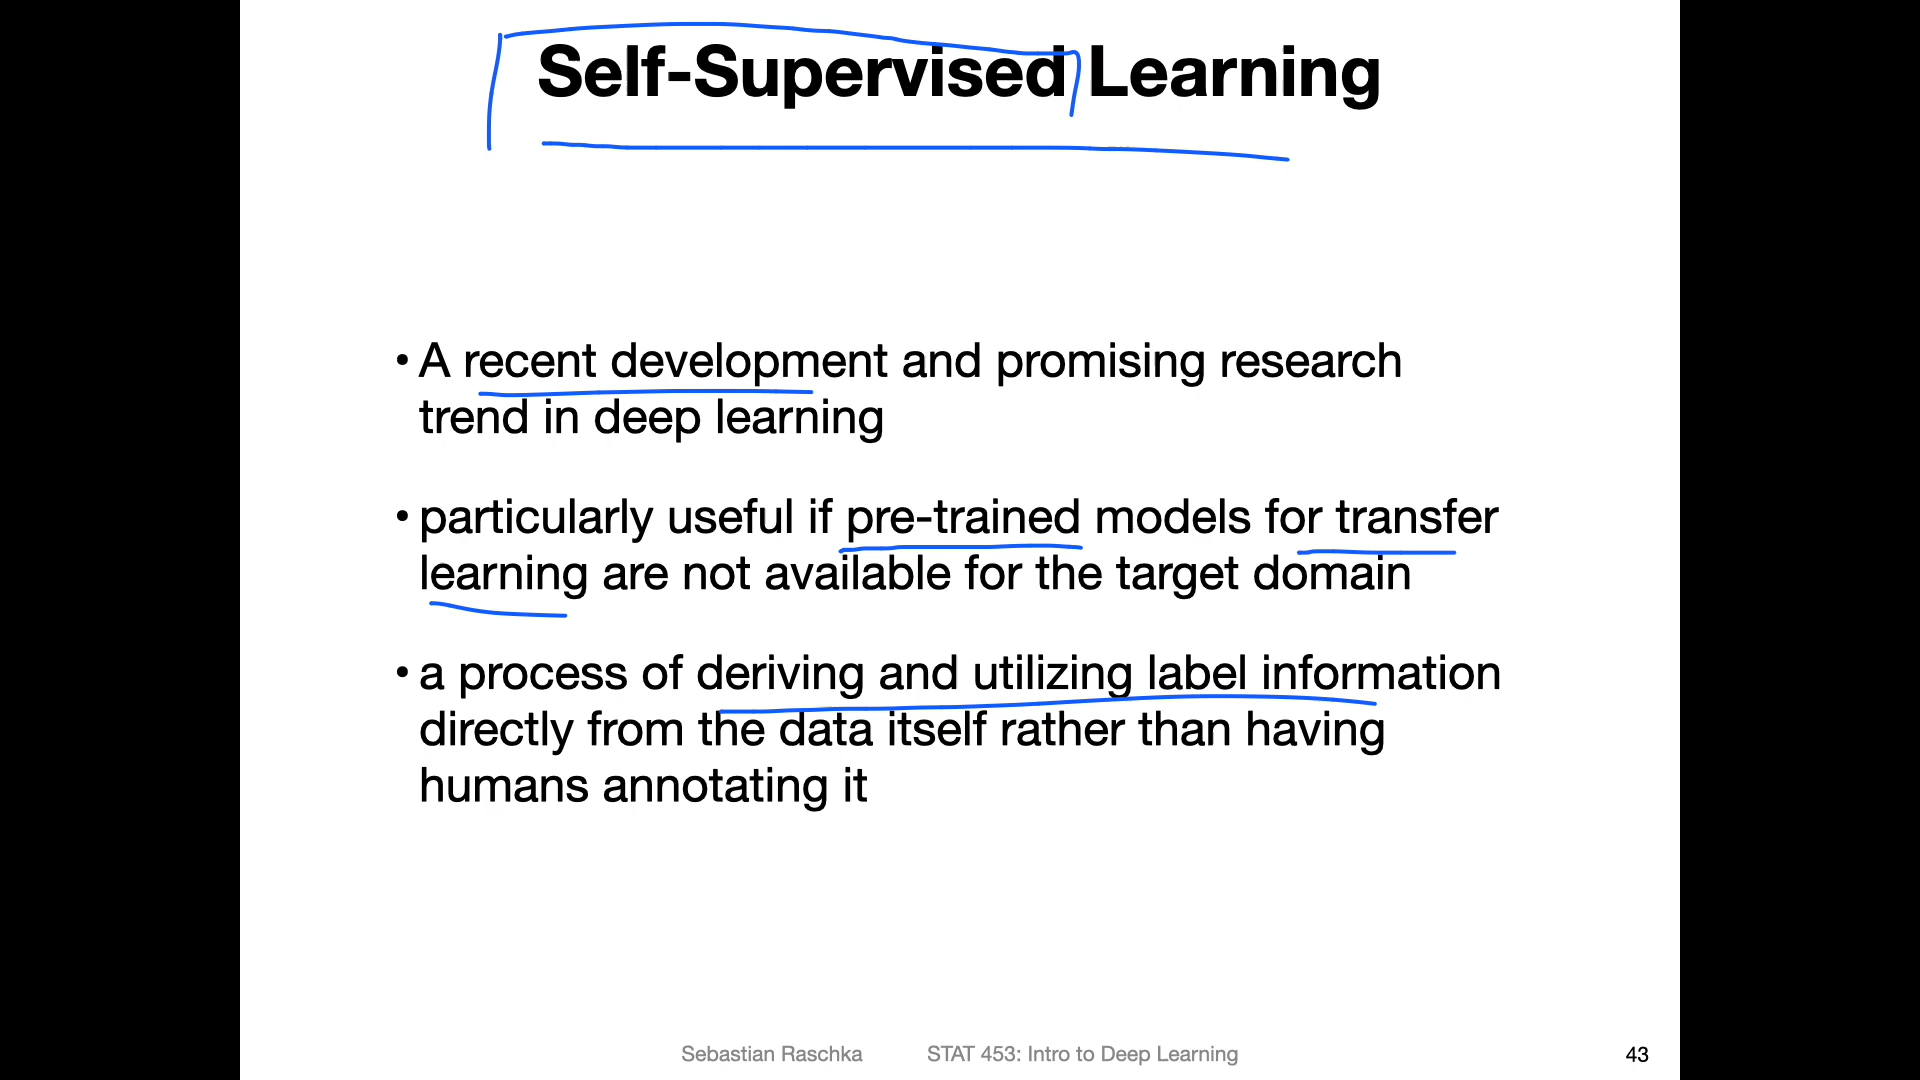 Self-Supervised Learning
• A recent development and promising research
trend in deep learning
• particularly useful if pre-trained models for transfer
learning are not available for the target domain
• a process of deriving and utilizing label information
directly from the data itself rather than having
humans annotating it
Sebastian Raschka STAT 453: Intro to Deep Learning 43